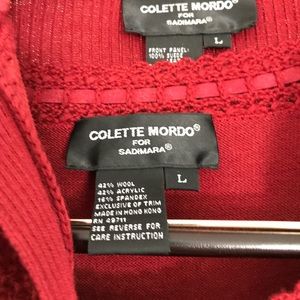 COLETTE MORDO®
FOR
SADIMARA®
L
FRONT PANEL:
100% SUEDE
COLETTE MORDO®
FOR
SADIMARA®
L
42% WOOL
42% ACRYLIC
16% SPANDEX
EXCLUSIVE OF TRIM
MADE IN HONG KONG
RN 49711
SEE REVERSE FOR
CARE INSTRUCTION